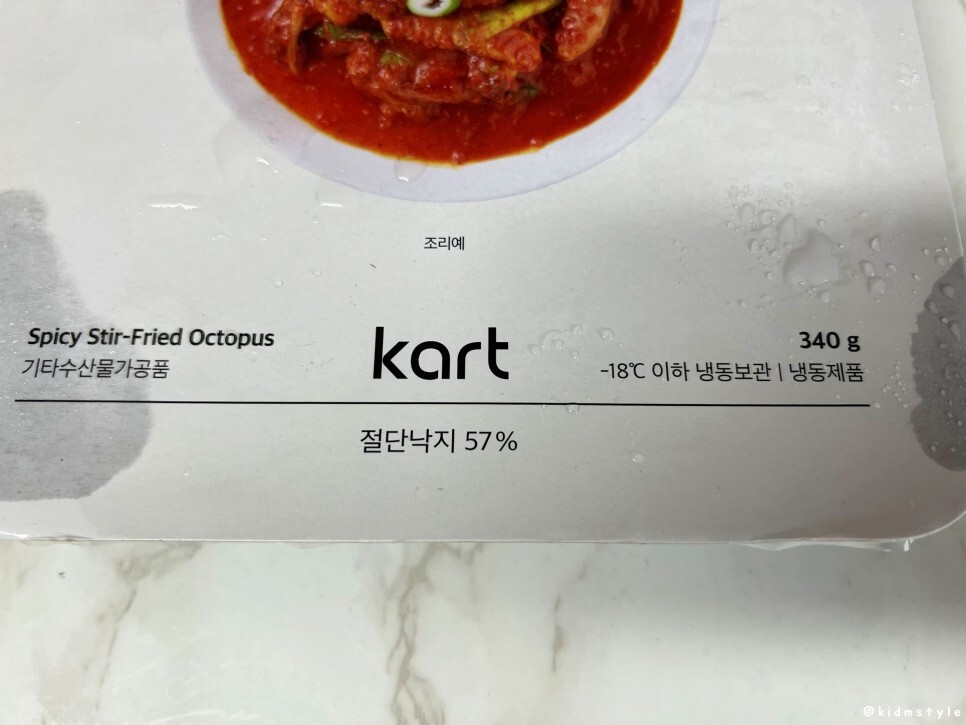 조리예
Spicy Stir-Fried Octopus
기타수산물가공품
kart
340 g
-18℃ 이하 냉동보관 | 냉동제품
절단낙지 57%
@kidmstyle